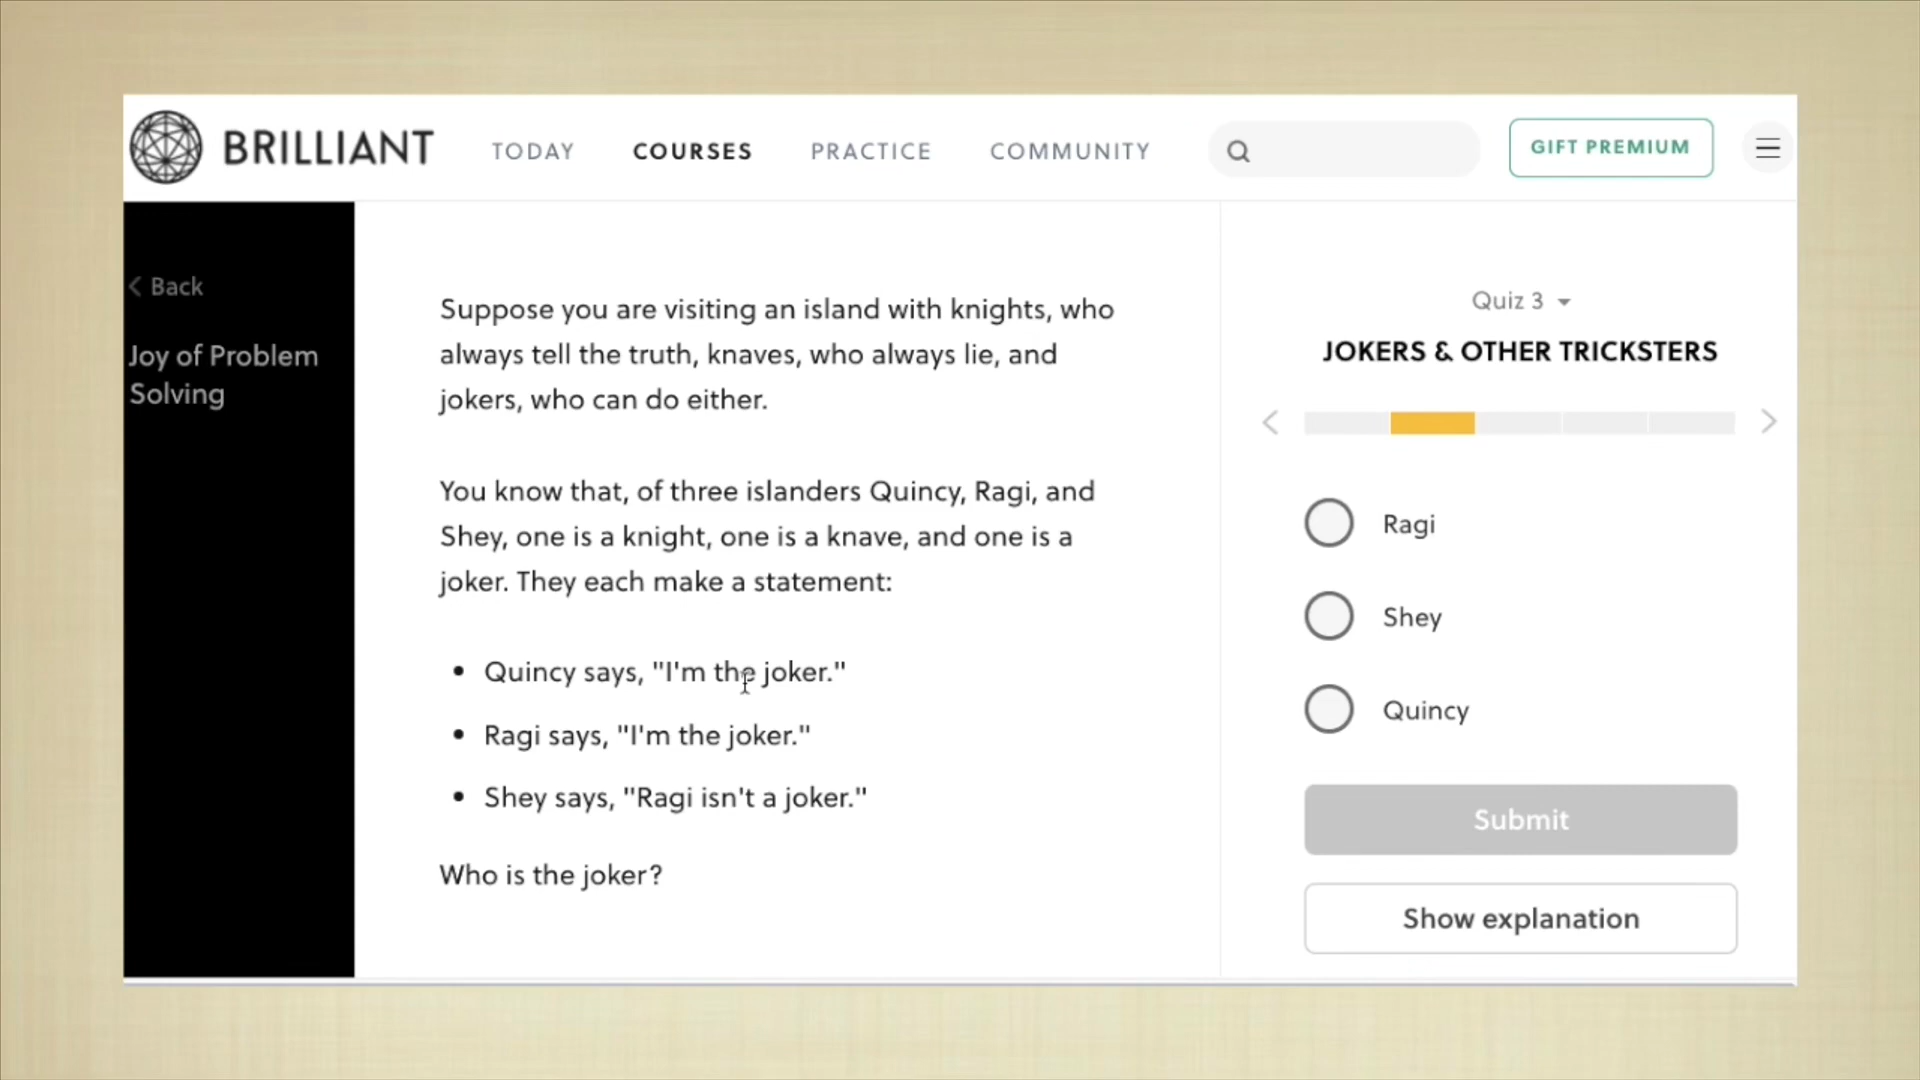 BRILLIANT
TODAY
COURSES
PRACTICE
COMMUNITY
GIFT PREMIUM
Back
Joy of Problem
Solving
Suppose you are visiting an island with knights, who
always tell the truth, knaves, who always lie, and
jokers, who can do either.
You know that, of three islanders Quincy, Ragi, and
Shey, one is a knight, one is a knave, and one is a
joker. They each make a statement:
• Quincy says, "I'm the joker."
• Ragi says, "I'm the joker."
• Shey says, "Ragi isn't a joker."
Who is the joker?
Quiz 3
JOKERS & OTHER TRICKSTERS
Ragi
Shey
Quincy
Submit
Show explanation